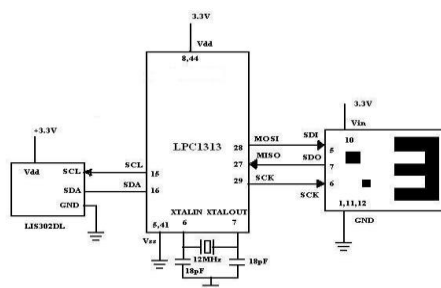 3.3V
Vdd
8,44
LPC1313
+3.3V
Vdd
SCL
SDA
GND
LIS302DL
SCL
SDA
15
16
28
27
29
MOSI
MISO
SCK
SDI
SDO
SCK
3.3V
Vin
10
5
7
6
1,11,12
GND
XTALIN XTALOUT
5,41
6
7
Vss
12MHz
18pF
18pF